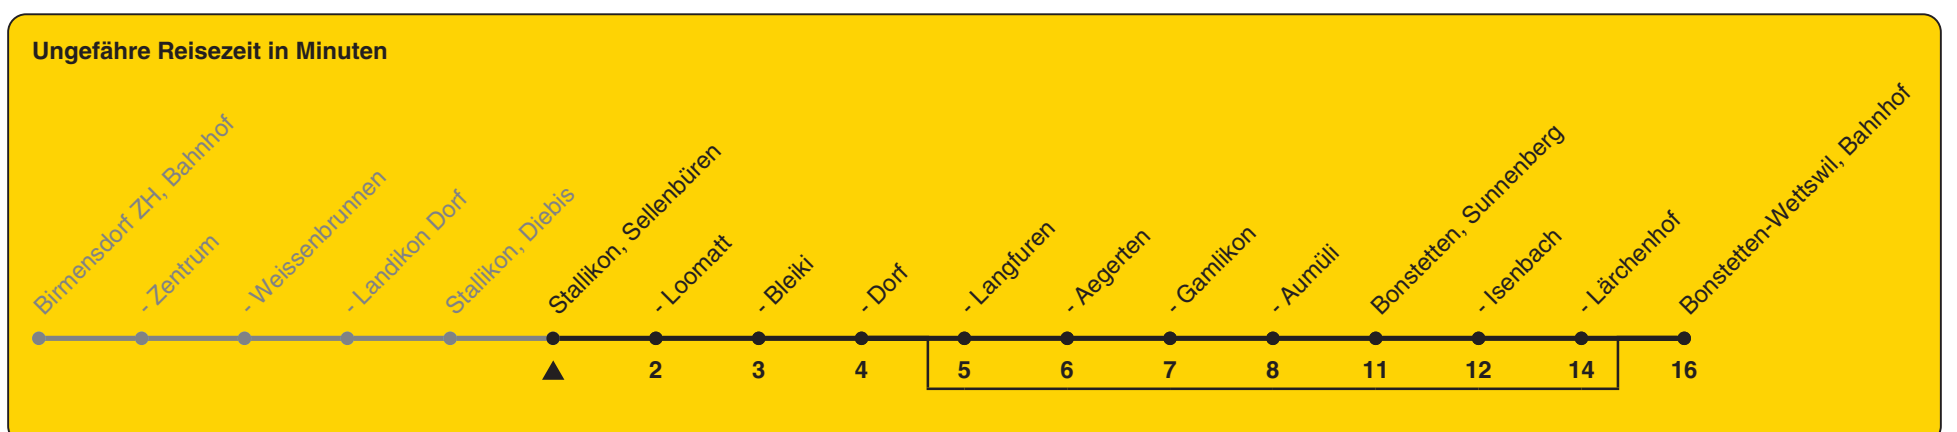 Ungefähre Reisezeit in Minuten
Birmensdorf ZH, Bahnhof
- Zentrum
- Weissenbrunnen
- Landikon Dorf
Stallikon, Diebis
Stallikon, Sellenbüren
- Loomatt
- Bleiki
- Dorf
- Langfuren
- Aegerten
- Gamlikon
- Aumüli
Bonstetten, Sunnenberg
- Isenbach
- Lärchenhof
Bonstetten-Wettswil, Bahnhof
2 3 4 5 6 7 8 11 12 14 16